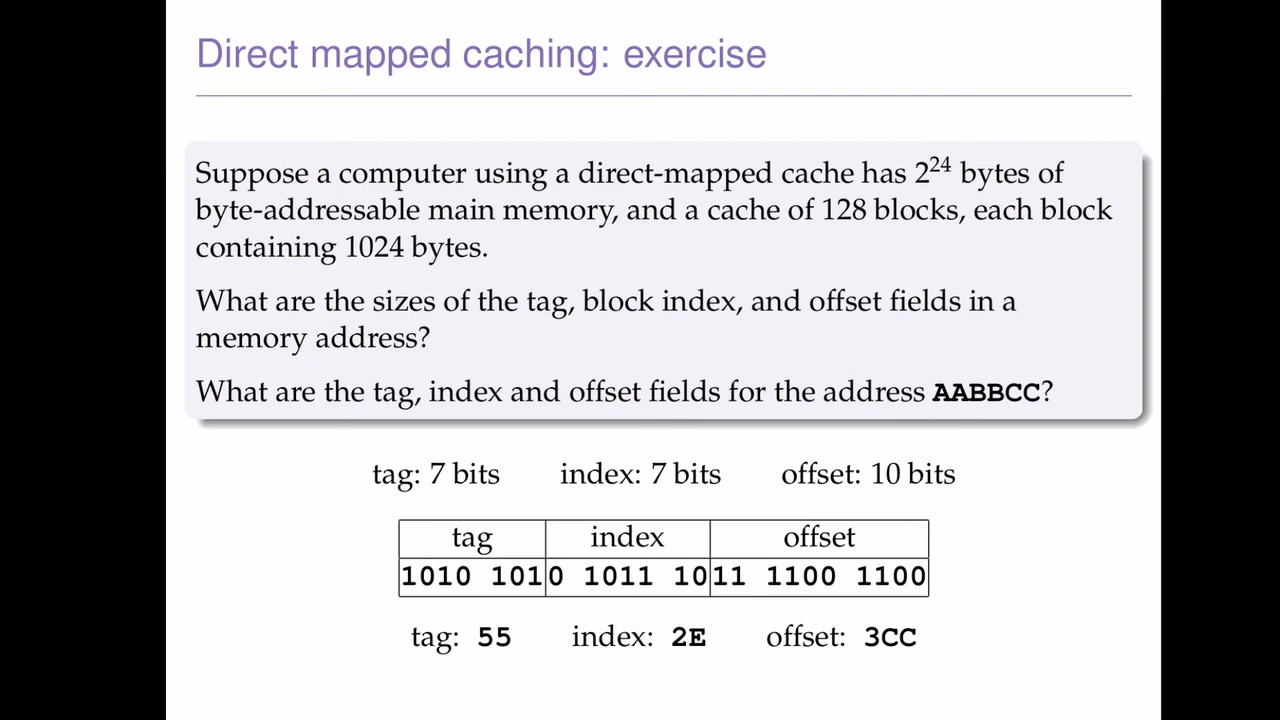 Direct mapped caching: exercise
Suppose a computer using a direct-mapped cache has 2^24 bytes of
byte-addressable main memory, and a cache of 128 blocks, each block
containing 1024 bytes.
What are the sizes of the tag, block index, and offset fields in a
memory address?
What are the tag, index and offset fields for the address AABBCC?
tag: 7 bits index: 7 bits offset: 10 bits
tag index offset
1010 101 0 1011 10 11 1100 1100
tag: 55 index: 2E offset: 3CC